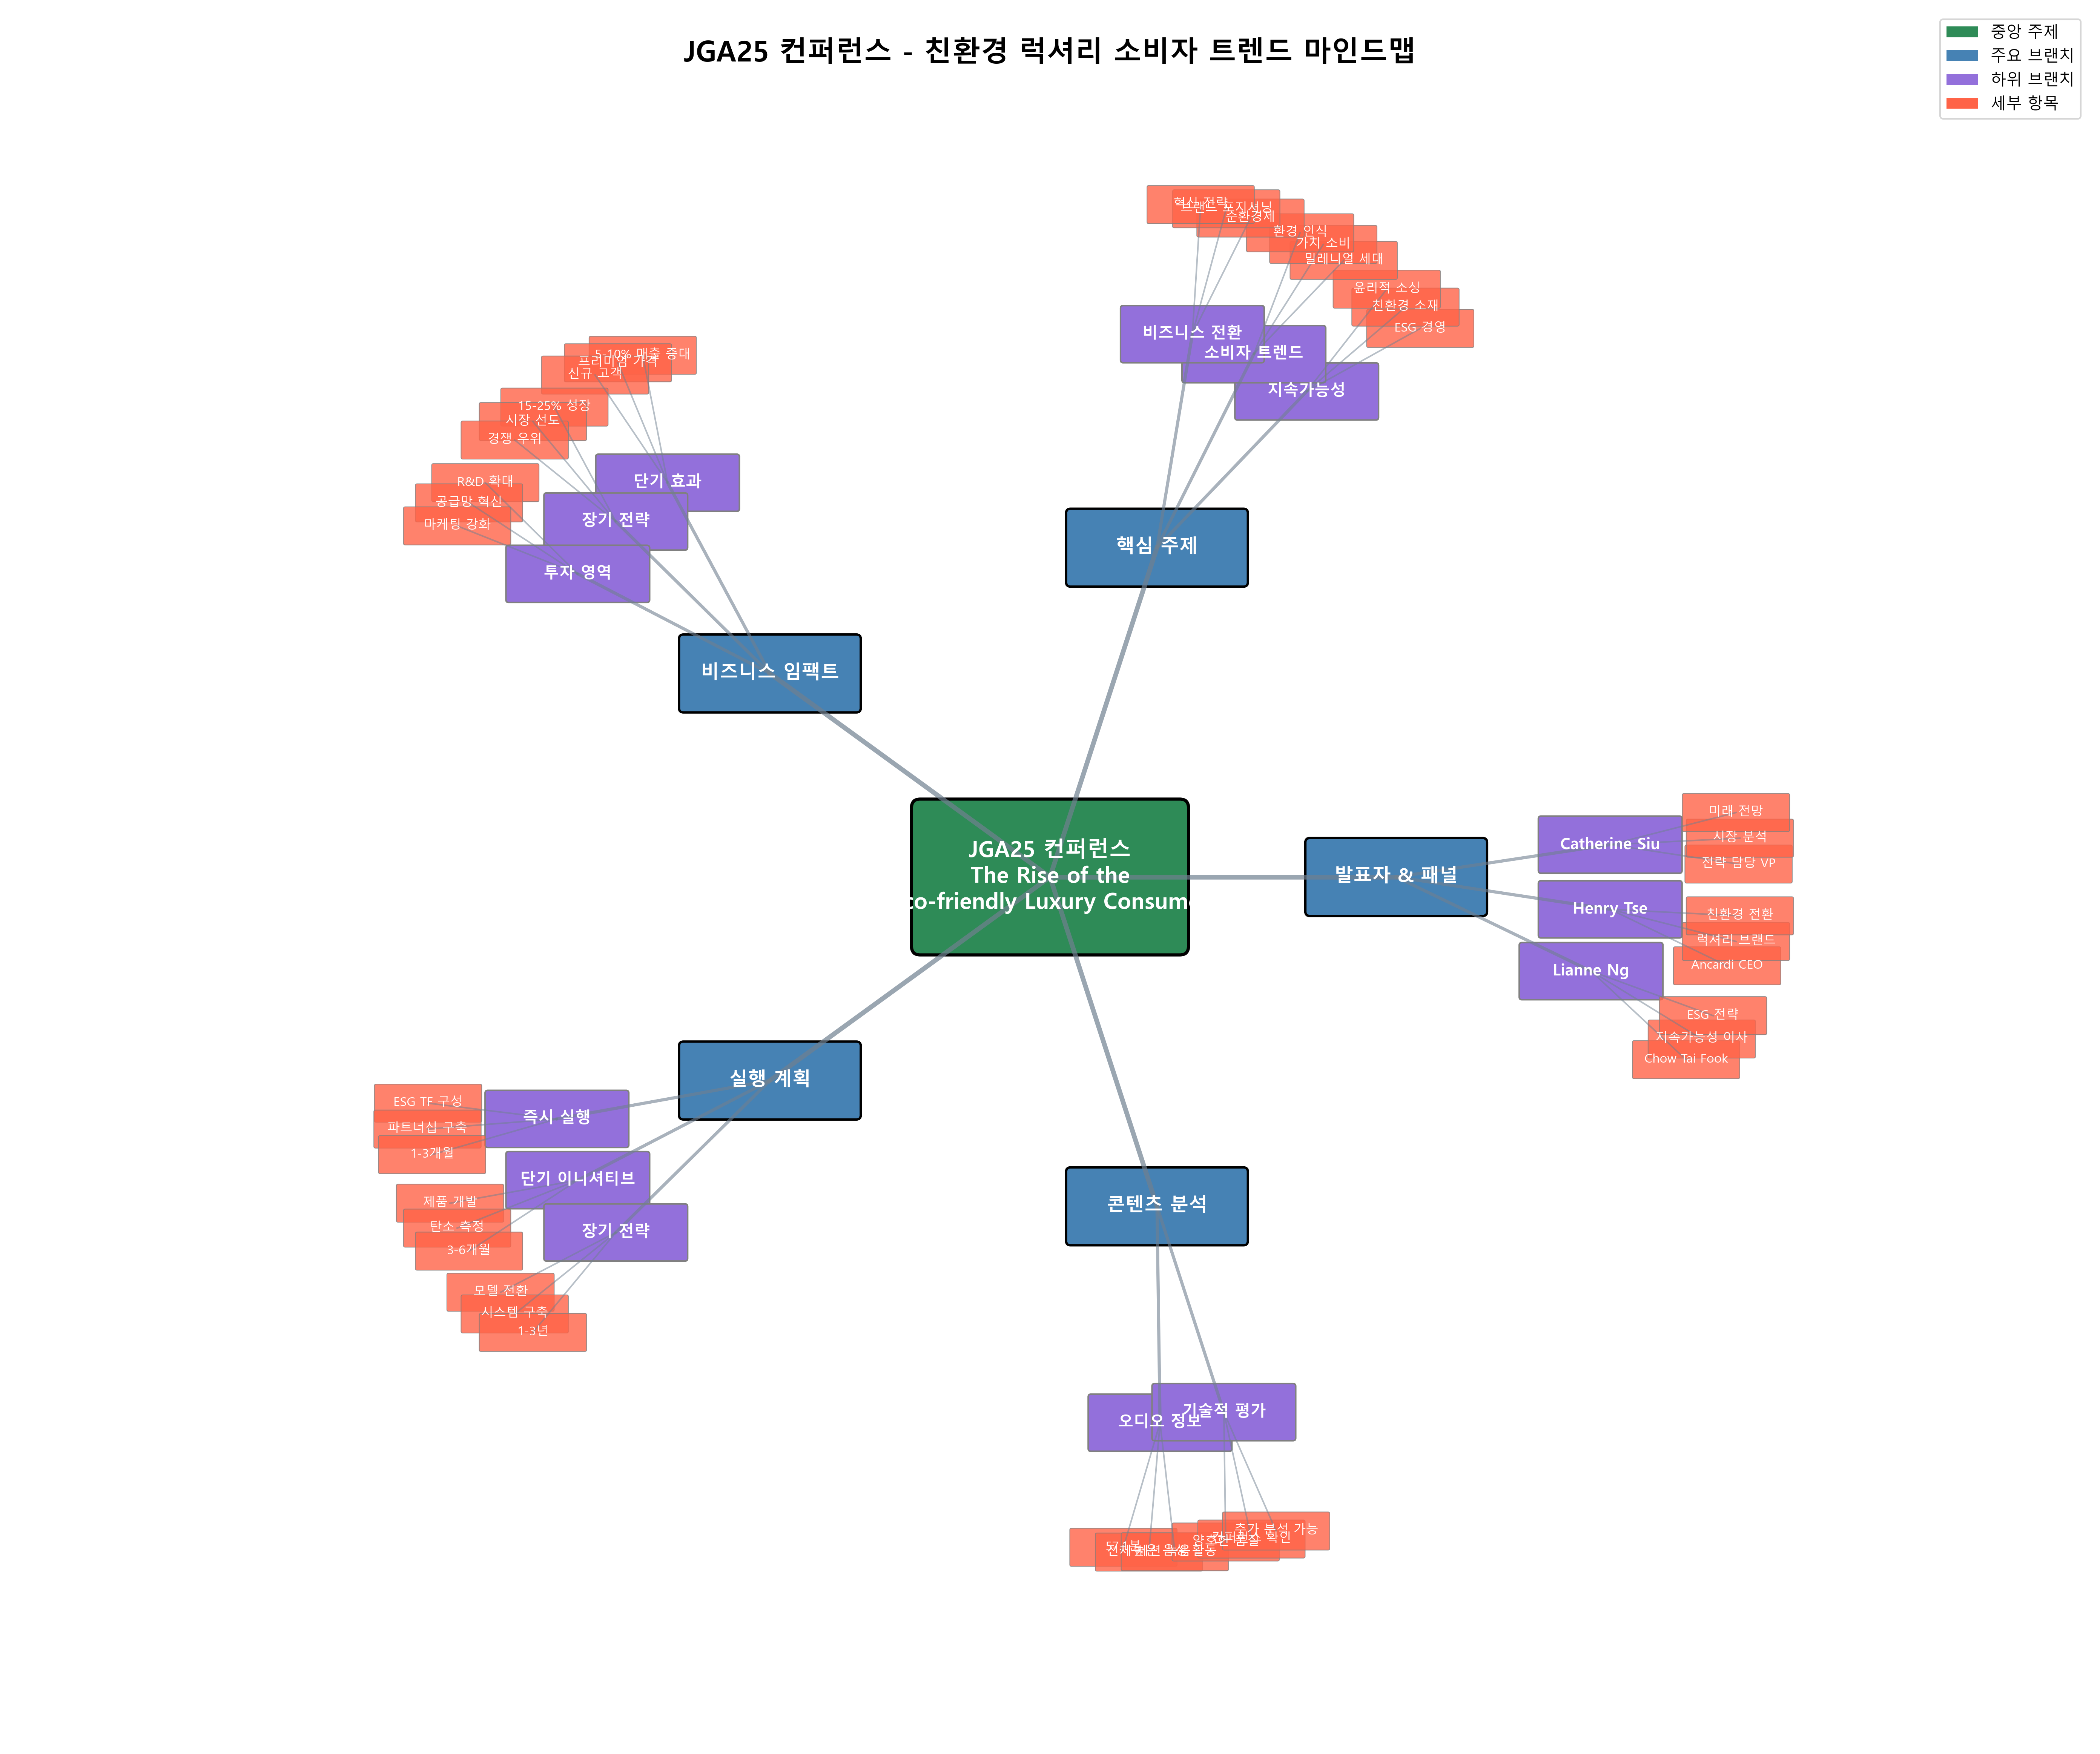 JGA25 컨퍼런스 - 친환경 럭셔리 소비자 트렌드 마인드맵
중앙 주제
주요 브랜치
하위 브랜치
세부 항목
혁신 전략
브랜드 포지셔닝
순환경제
환경 인식
가치 소비
밀레니얼 세대
윤리적 소싱
친환경 소재
ESG 경영
비즈니스 전환
소비자 트렌드
지속가능성
핵심 주제
5-10% 매출 증대
프리미엄 가격
신규 고객
15-25% 성장
시장 선도
경쟁 우위
R&D 확대
공급망 혁신
마케팅 강화
단기 효과
장기 전략
투자 영역
비즈니스 임팩트
JGA25 컨퍼런스
The Rise of the
co-friendly Luxury Consume
발표자 & 패널
Catherine Siu
Henry Tse
Lianne Ng
미래 전망
시장 분석
전략 담당 VP
친환경 전환
럭셔리 브랜드
Ancardi CEO
ESG 전략
지속가능성 이사
Chow Tai Fook
실행 계획
즉시 실행
단기 이니셔티브
장기 전략
ESG TF 구성
파트너십 구축
1-3개월
제품 개발
탄소 측정
3-6개월
모델 전환
시스템 구축
1-3년
콘텐츠 분석
오디오 정보
기술적 평가
추가 분석 가능
컨퍼런스 확인
양호한 품질
57.1분